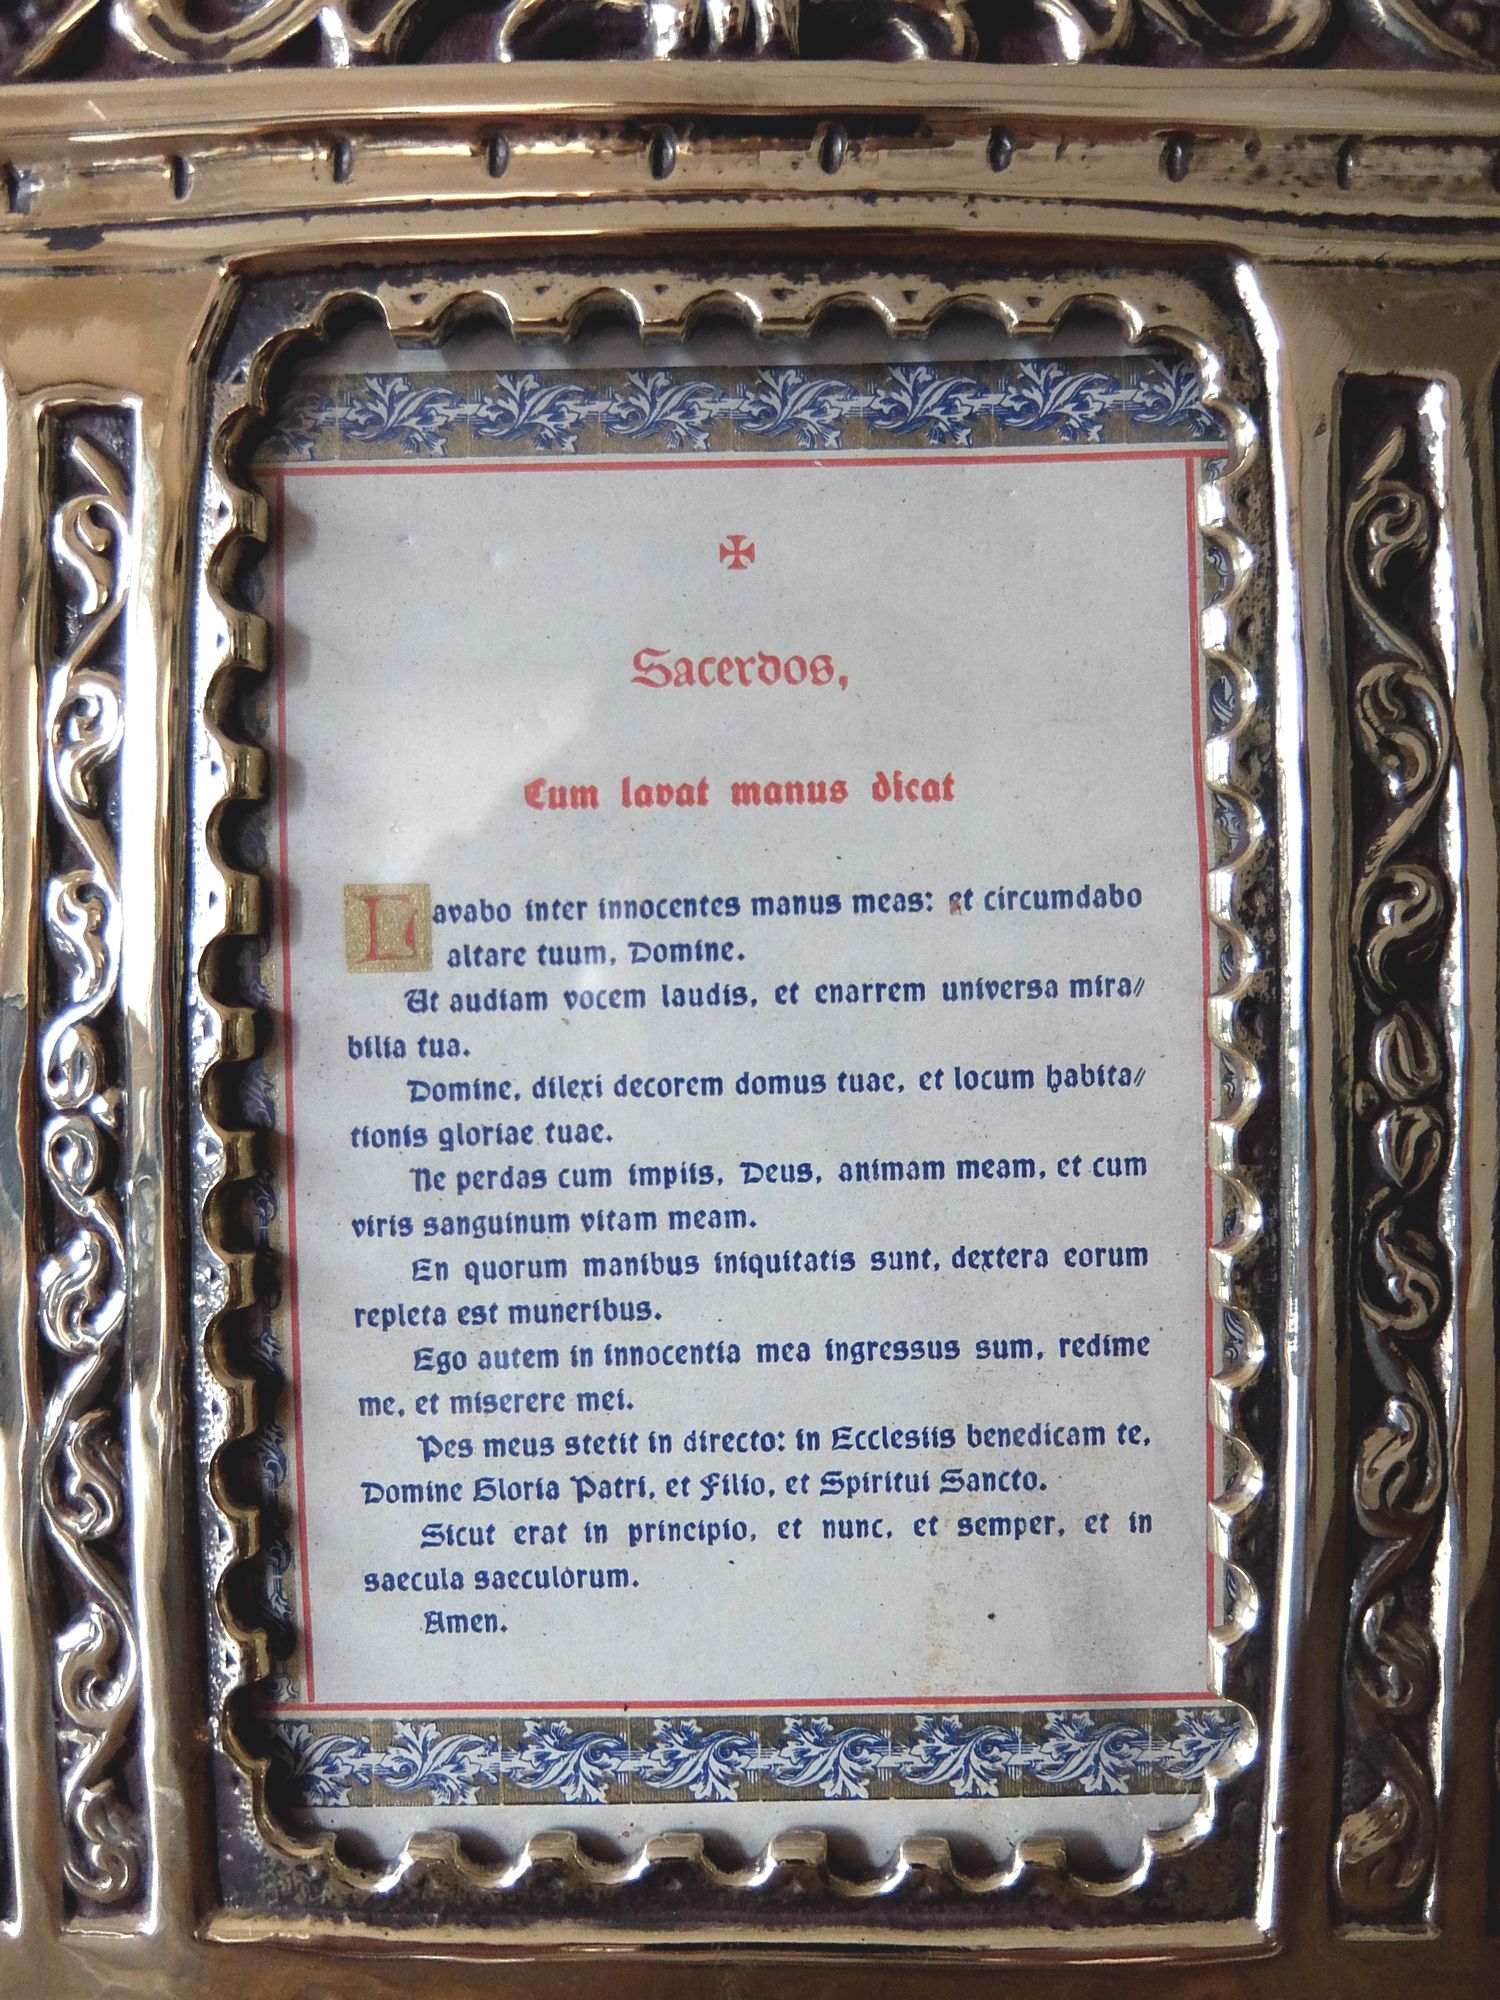 Sacerdos,
Cum lavat manus dicat
Lavabo inter innocentes manus meas: et circumdabo
altare tuum, Domine.
Ut audiam vocem laudis, et enarrem universa mira⸗
bilia tua.
Domine, dilexi decorem domus tuae, et locum habita⸗
tionis gloriae tuae.
Ne perdas cum impiis, Deus, animam meam, et cum
viris sanguinum vitam meam.
En quorum manibus iniquitatis sunt, dextera eorum
repleta est muneribus.
Ego autem in innocentia mea ingressus sum, redime
me, et miserere mei.
Pes meus stetit in directo: in Ecclesiis benedicam te,
Domine Gloria Patri, et Filio, et Spiritui Sancto.
Sicut erat in principio, et nunc, et semper, et in
saecula saeculorum.
Amen.